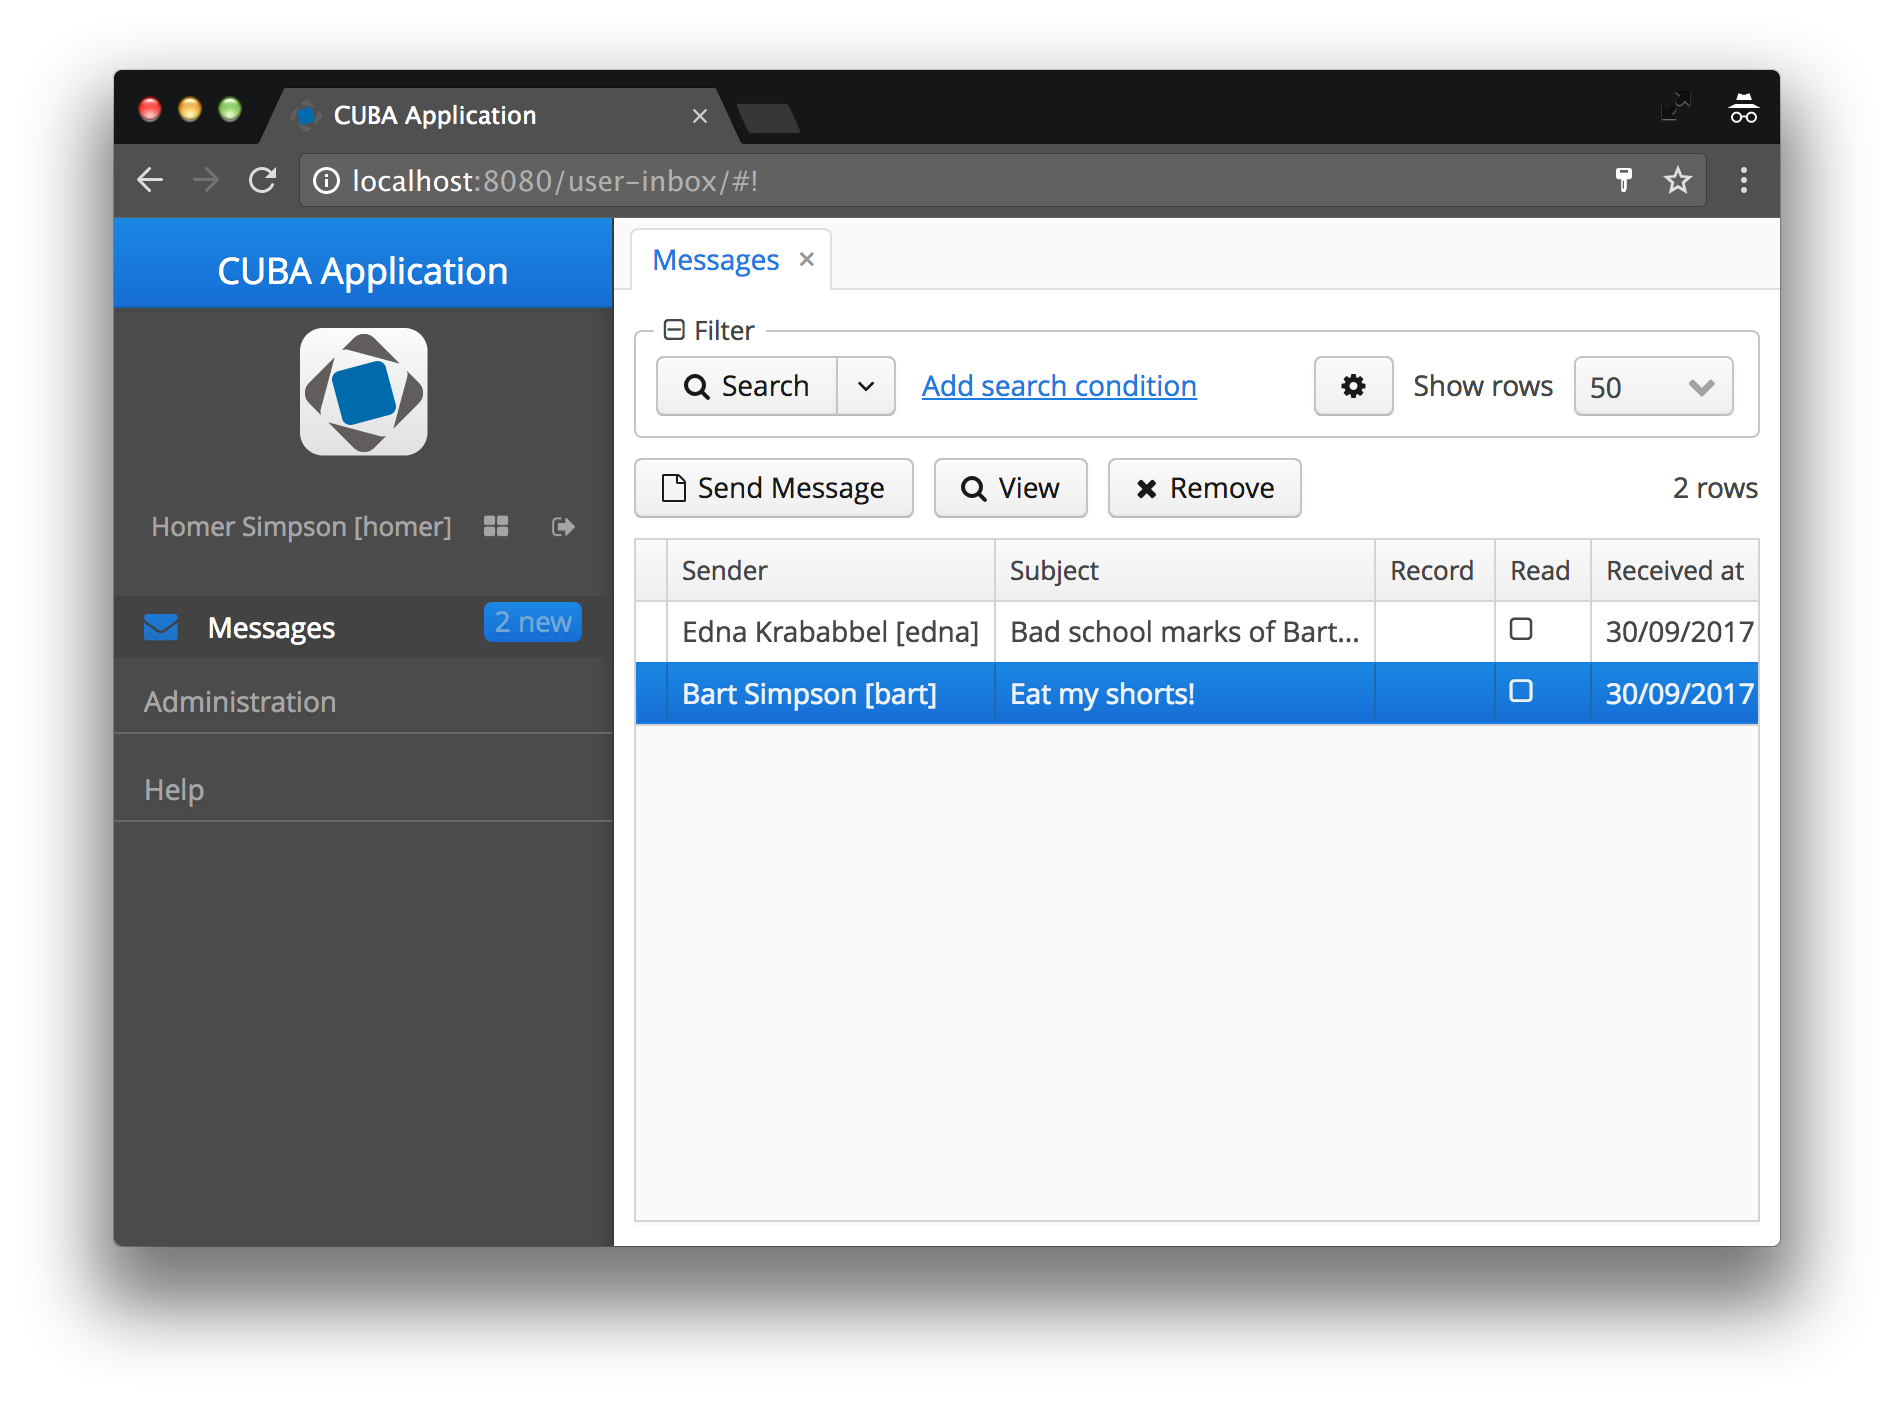 CUBA Application
localhost:8080/user-inbox/#!
CUBA Application
Homer Simpson [homer]
Messages 2 new
Administration
Help
Messages
Filter
Search Add search condition Show rows 50
Send Message View Remove 2 rows
Sender Subject Record Read Received at
Edna Krababbel [edna] Bad school marks of Bart... 30/09/2017
Bart Simpson [bart] Eat my shorts! 30/09/2017